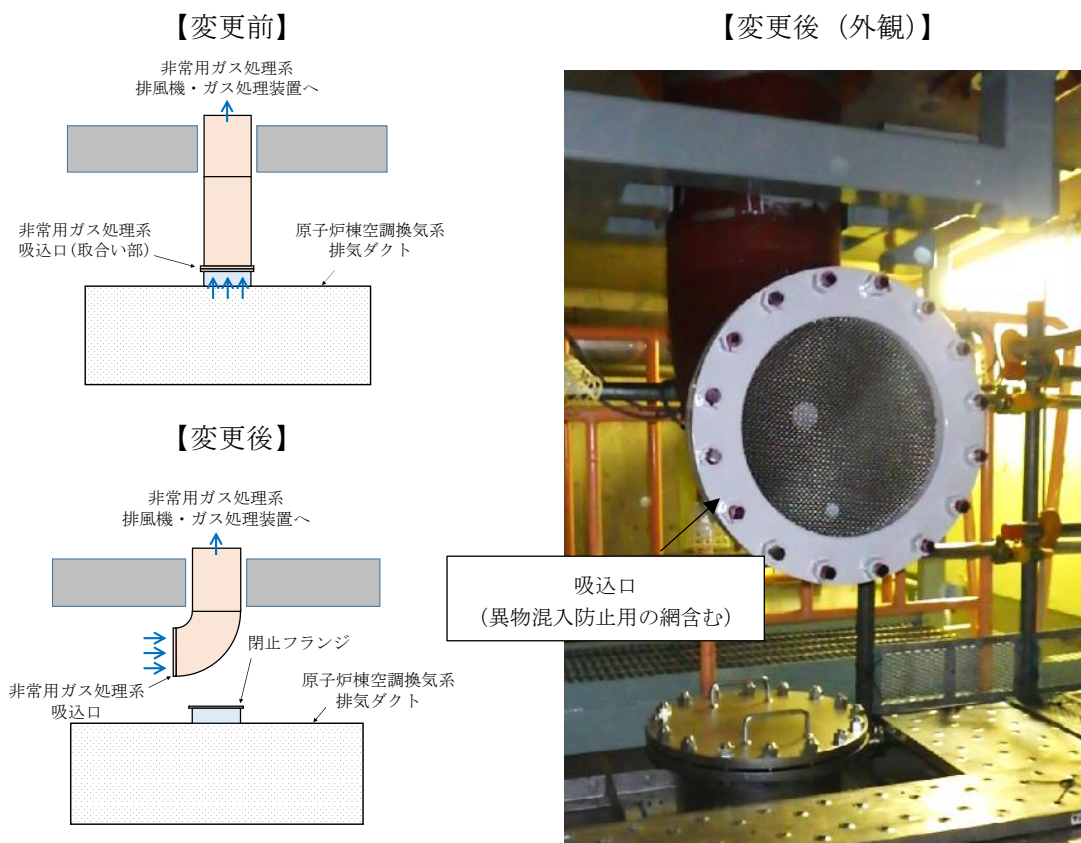 【変更前】
非常用ガス処理系
排風機・ガス処理装置へ
非常用ガス処理系
吸込口(取合い部)
原子炉棟空調換気系
排気ダクト
【変更後】
非常用ガス処理系
排風機・ガス処理装置へ
閉止フランジ
非常用ガス処理系
吸込口
原子炉棟空調換気系
排気ダクト
【変更後（外観）】
吸込口
(異物混入防止用の網含む)